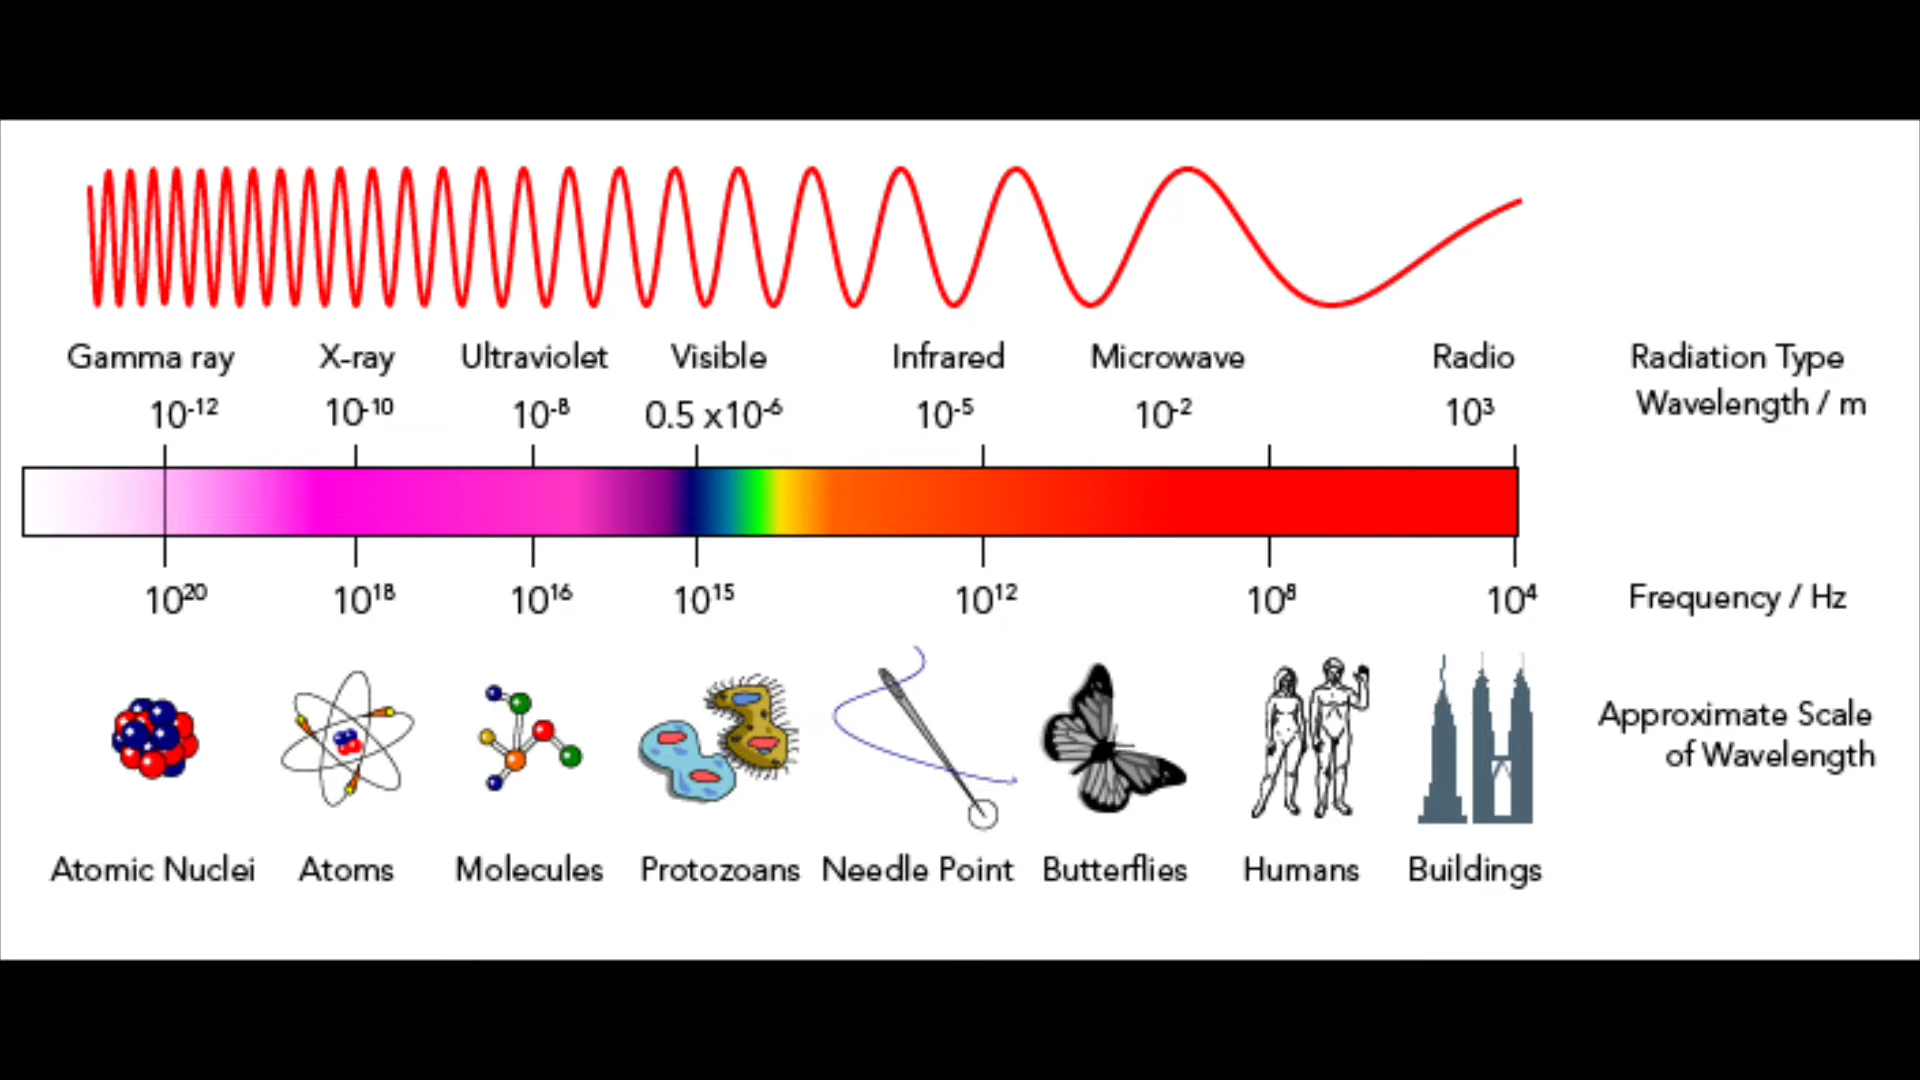 Gamma ray X-ray Ultraviolet Visible Infrared Microwave Radio Radiation Type
10⁻¹² 10⁻¹⁰ 10⁻⁸ 0.5 x10⁻⁶ 10⁻⁵ 10⁻² 10³ Wavelength / m
10²⁰ 10¹⁸ 10¹⁶ 10¹⁵ 10¹² 10⁸ 10⁴ Frequency / Hz
Approximate Scale
of Wavelength
Atomic Nuclei Atoms Molecules Protozoans Needle Point Butterflies Humans Buildings